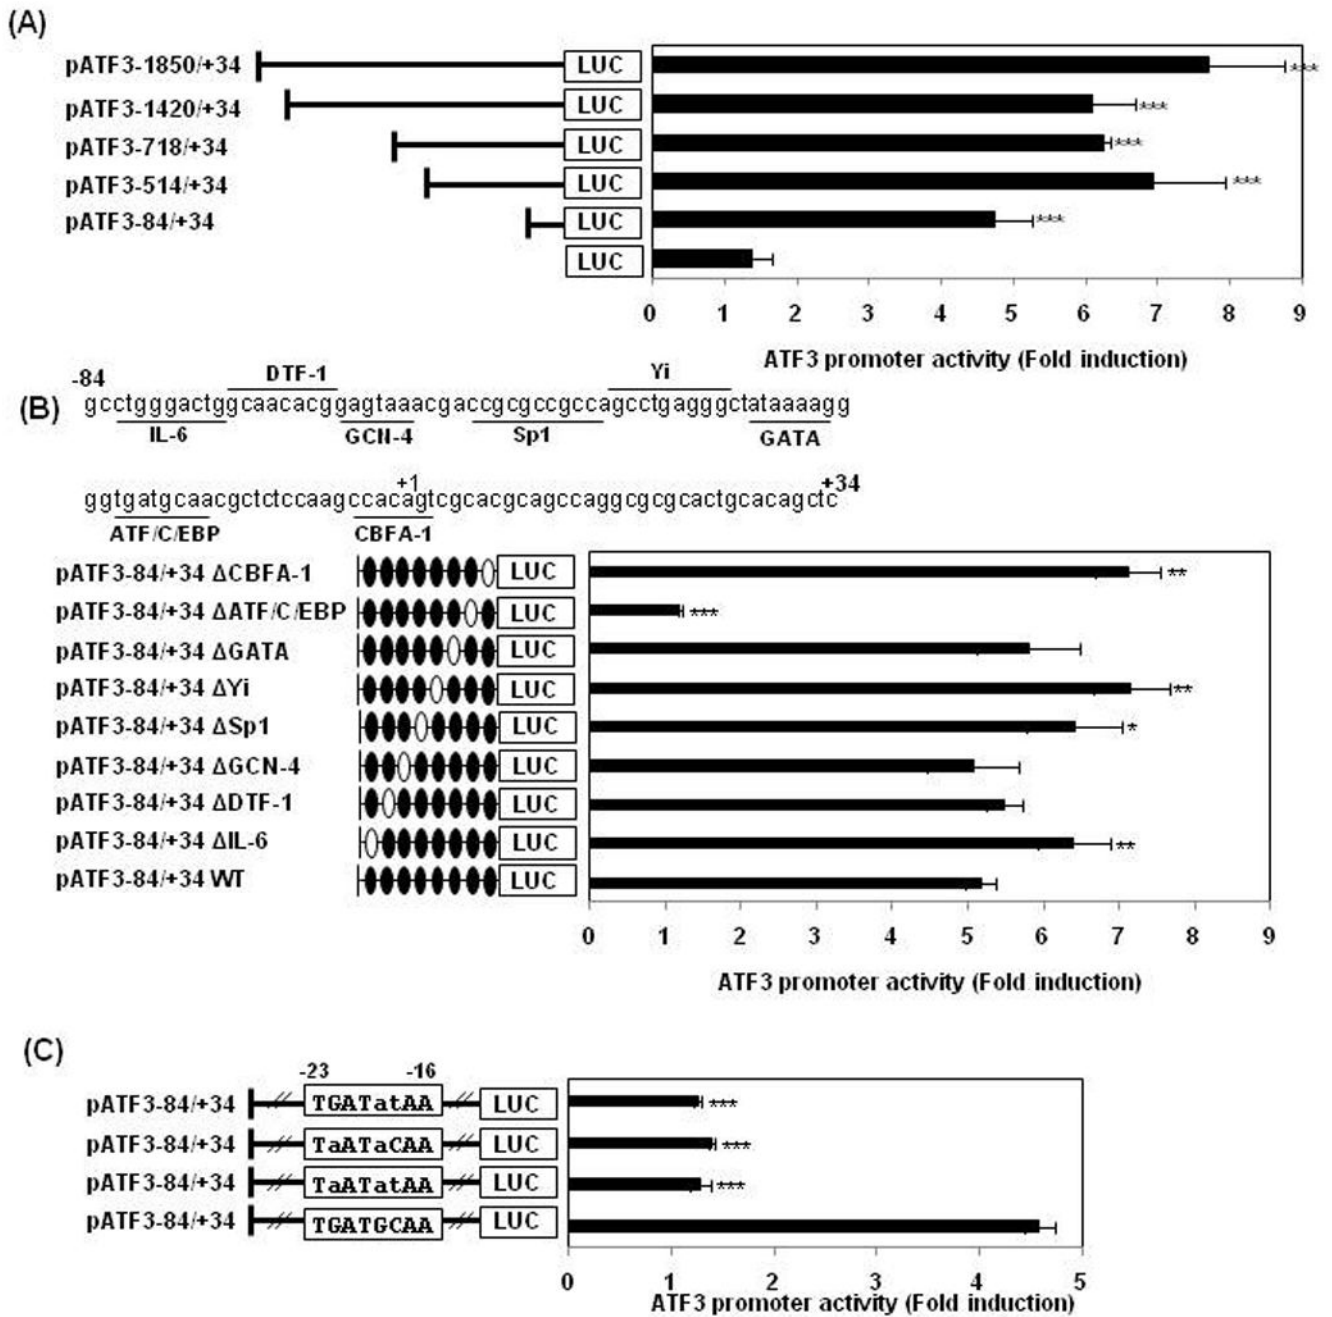 (A)
pATF3-1850/+34 LUC ***
pATF3-1420/+34 LUC ***
pATF3-718/+34 LUC ***
pATF3-514/+34 LUC ***
pATF3-84/+34 LUC ***
LUC
0 1 2 3 4 5 6 7 8 9
ATF3 promoter activity (Fold induction)
(B)
-84 DTF-1 Yi
gcctgggactggcaacacggagtaaacgaccgcgccgccagcctgagggctataaaagg
IL-6 GCN-4 Sp1 GATA
+1 +34
ggtgatgcaacgctctccaagccacagtcgcacgcagccaggcgcgcactgcacagctc
ATF/C/EBP CBFA-1
pATF3-84/+34 ΔCBFA-1 LUC **
pATF3-84/+34 ΔATF/C/EBP LUC ***
pATF3-84/+34 ΔGATA LUC
pATF3-84/+34 ΔYi LUC **
pATF3-84/+34 ΔSp1 LUC *
pATF3-84/+34 ΔGCN-4 LUC
pATF3-84/+34 ΔDTF-1 LUC
pATF3-84/+34 ΔIL-6 LUC **
pATF3-84/+34 WT LUC
0 1 2 3 4 5 6 7 8 9
ATF3 promoter activity (Fold induction)
(C)
-23 -16
pATF3-84/+34 TGATatAA LUC ***
pATF3-84/+34 TaATaCAA LUC ***
pATF3-84/+34 TaATatAA LUC ***
pATF3-84/+34 TGATGCAA LUC
0 1 2 3 4 5
ATF3 promoter activity (Fold induction)